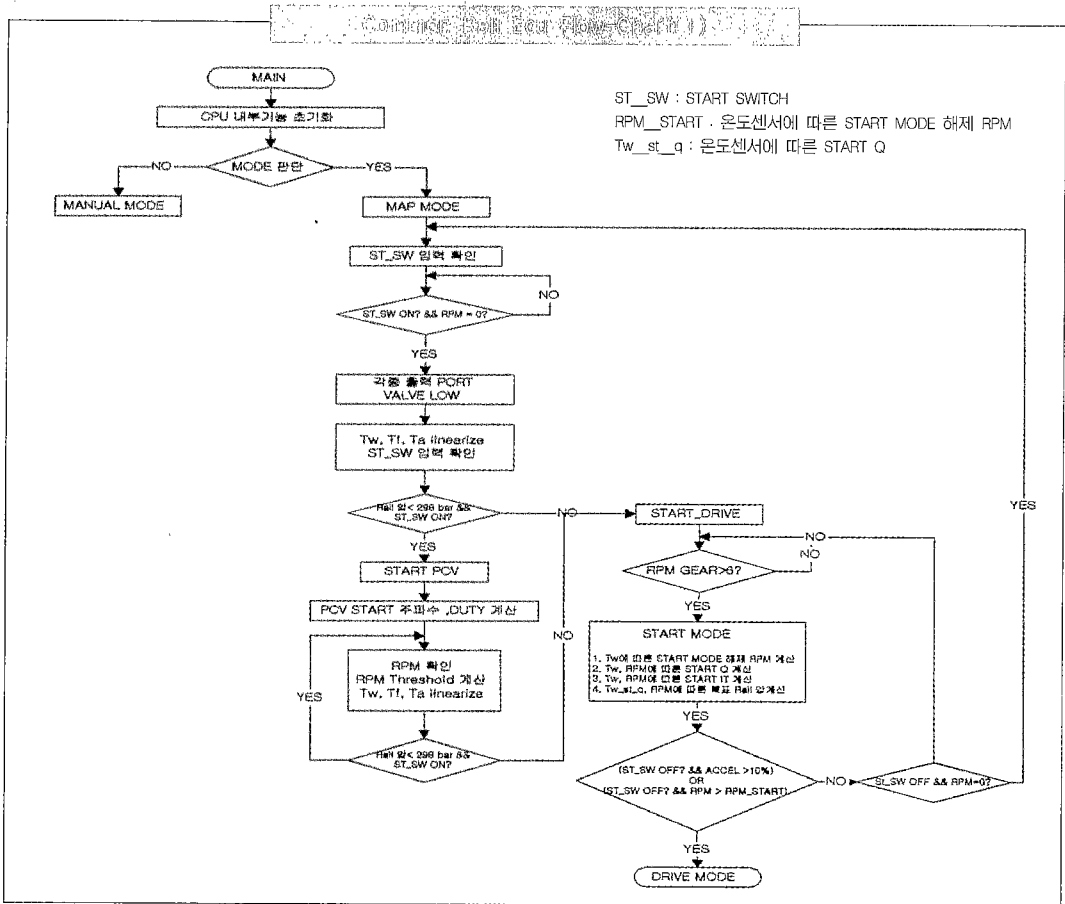 Common Rail Ecu Flow-Chart(I)
MAIN
ST_SW : START SWITCH
CPU 내부기능 초기화
RPM_START . 온도센서에 따른 START MODE 해제 RPM
Tw_st_q : 온도센서에 따른 START Q
NO
MODE 판단
YES
MANUAL MODE
MAP MODE
ST_SW 입력 확인
NO
ST_SW ON? && RPM = 0?
YES
각종 출력 PORT
VALVE LOW
Tw, Tf, Ta linearize
ST_SW 입력 확인
Rail 압< 298 bar &&
ST_SW ON?
NO
START_DRIVE
YES
YES
NO
NO
RPM GEAR>6?
START PCV
PCV START 주파수 ,DUTY 계산
YES
NO
START MODE
1. Tw에 따른 START MODE 해제 RPM 계산
2. Tw, RPM에 따른 START Q 계산
3. Tw, RPM에 따른 START IT 계산
4. Tw_st_q, RPM에 따른 목표 Rail 압계산
RPM 확인
RPM Threshold 계산
Tw, Tf, Ta linearize
YES
YES
Rail 압< 298 bar &&
ST_SW ON?
(ST_SW OFF? && ACCEL >10%)
OR
(ST_SW OFF? && RPM > RPM_START)
NO
St_SW OFF && RPM=0?
YES
DRIVE MODE